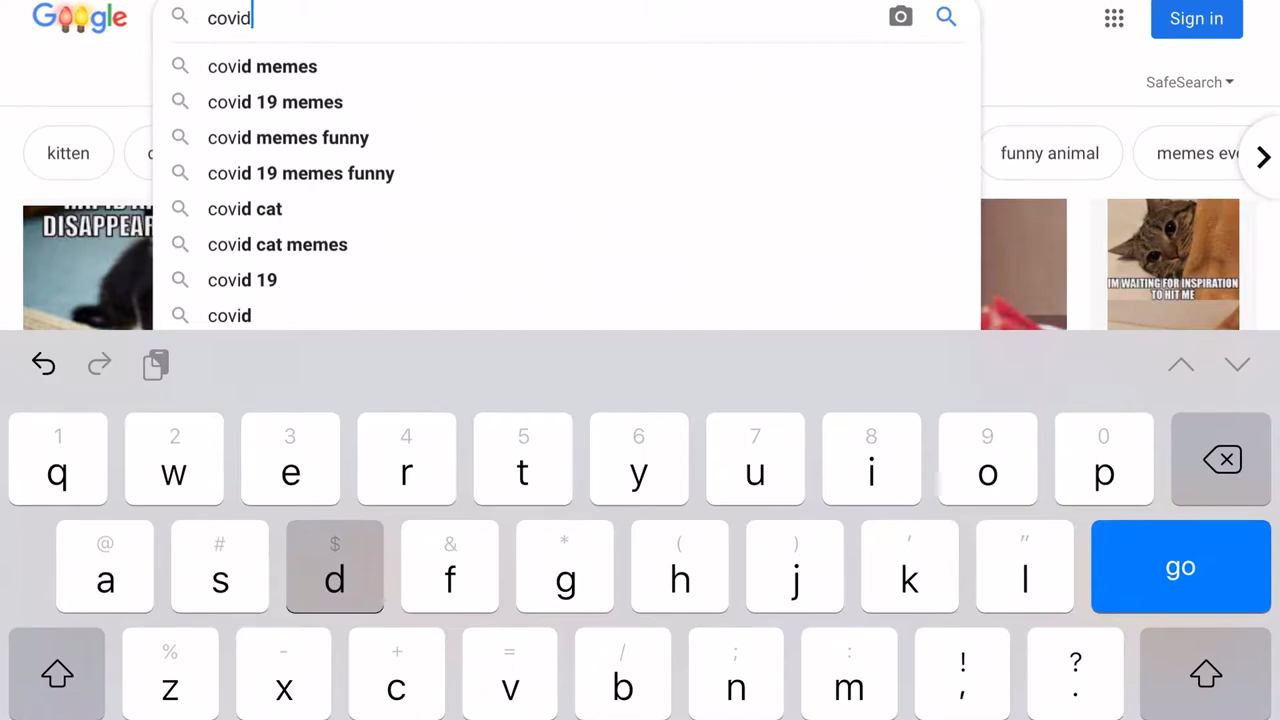 Google
covid
Sign in
SafeSearch
covid memes
covid 19 memes
covid memes funny
covid 19 memes funny
covid cat
covid cat memes
covid 19
covid
kitten
funny animal
memes
DISAPPEAR
IM WAITING FOR INSPIRATION
TO HIT ME
1 2 3 4 5 6 7 8 9 0
q w e r t y u i o p
@ # $ & * ( ) ' "
a s d f g h j k l go
% - + = / ; : ! ?
z x c v b n m , .